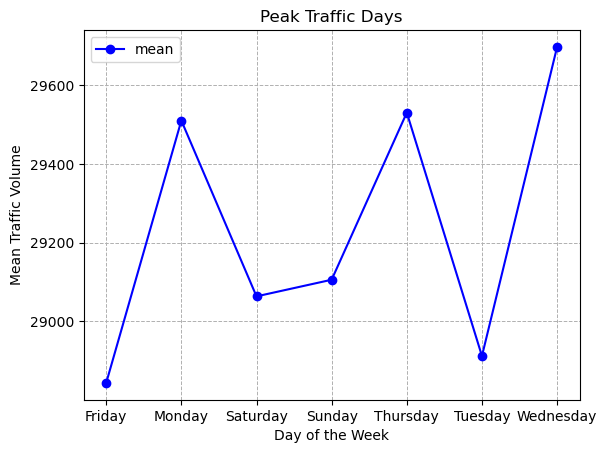 Peak Traffic Days
mean
Mean Traffic Volume
29600
29400
29200
29000
Friday Monday Saturday Sunday Thursday Tuesday Wednesday
Day of the Week